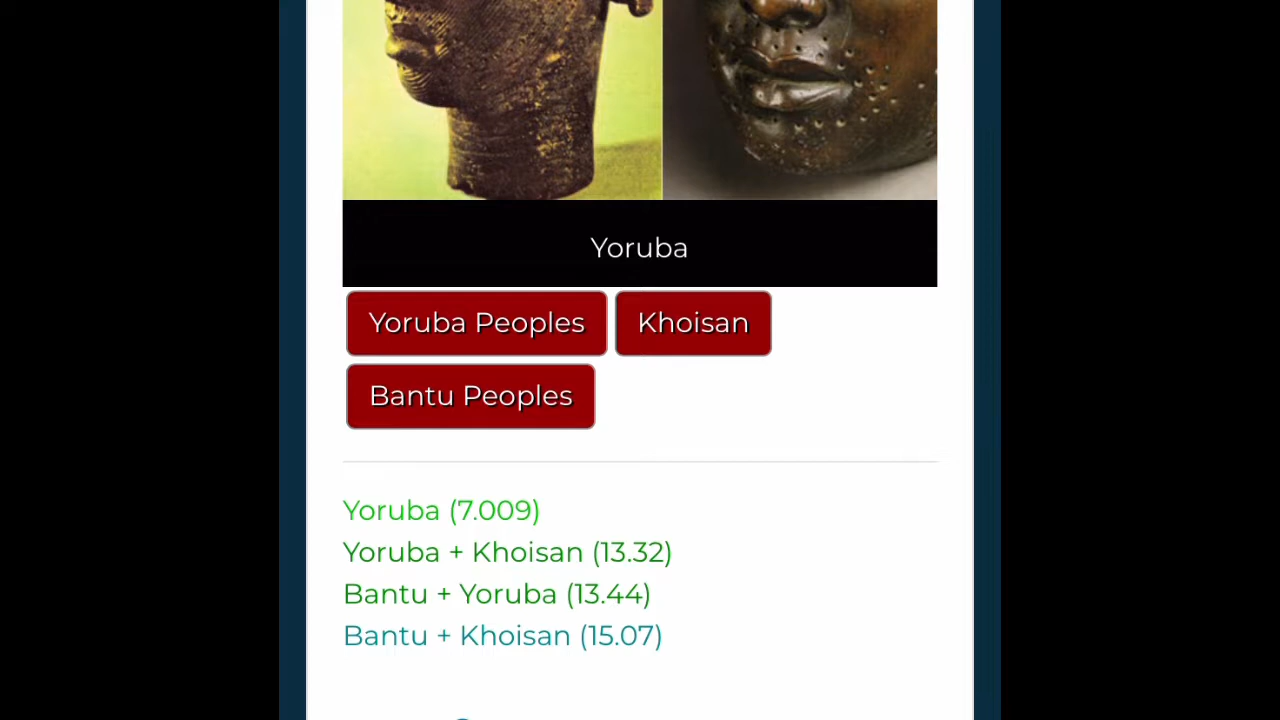 Yoruba
Yoruba Peoples
Khoisan
Bantu Peoples
Yoruba (7.009)
Yoruba + Khoisan (13.32)
Bantu + Yoruba (13.44)
Bantu + Khoisan (15.07)